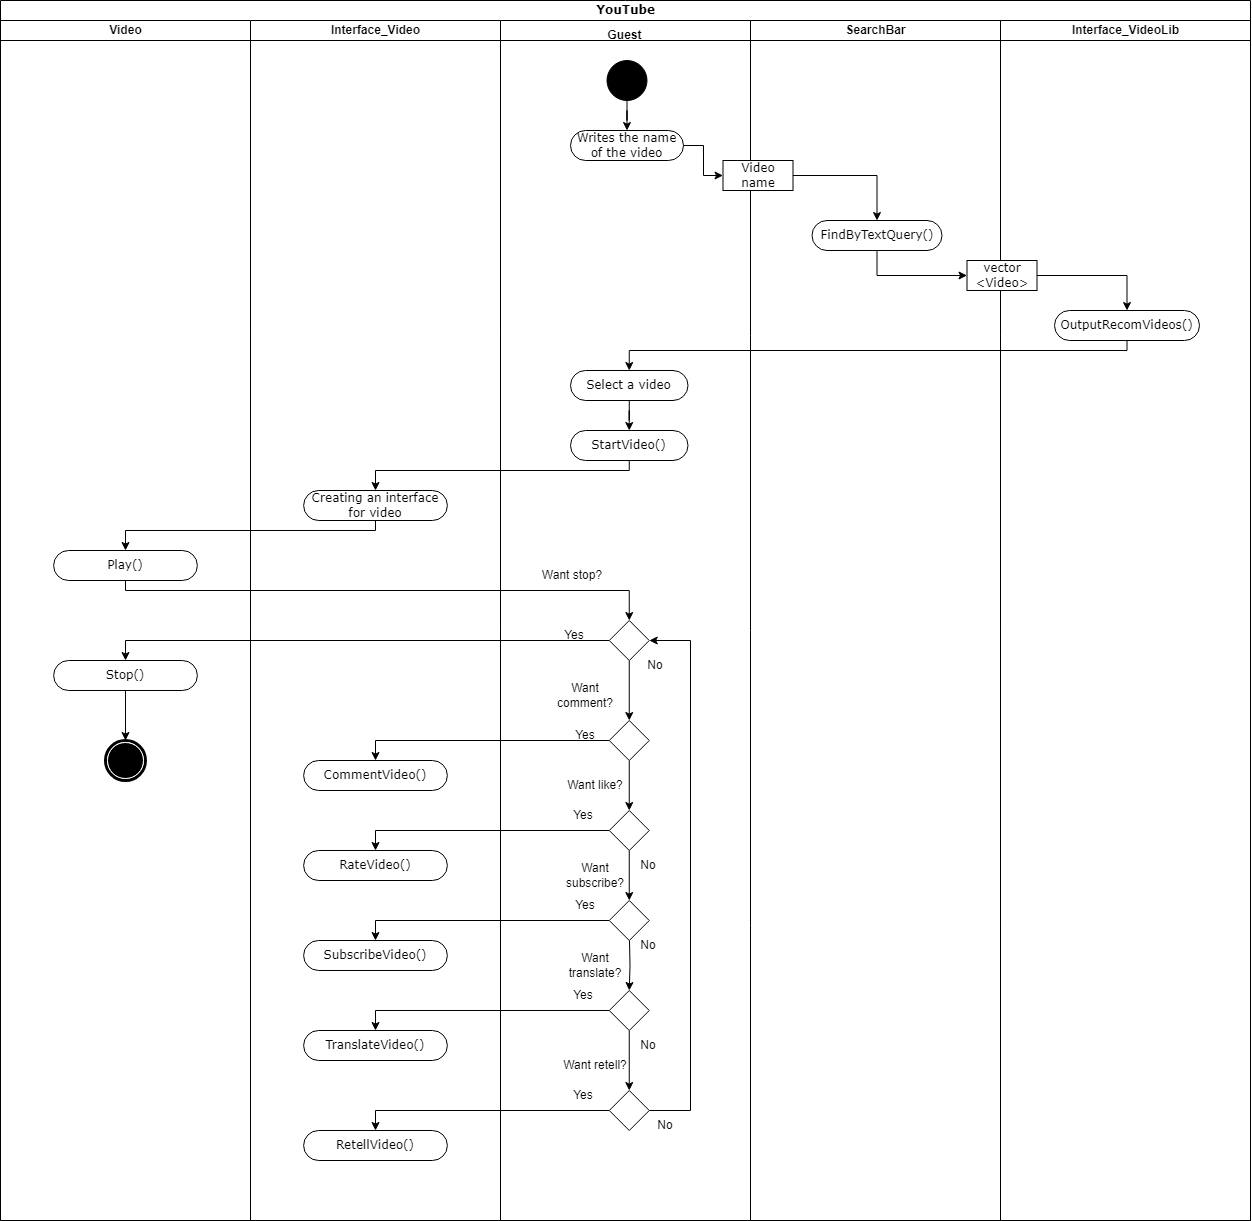 YouTube
Video
Interface_Video
Guest
SearchBar
Interface_VideoLib
Writes the name
of the video
Video
name
FindByTextQuery()
vector
<Video>
OutputRecomVideos()
Select a video
StartVideo()
Creating an interface
for video
Play()
Want stop?
Yes
No
Stop()
Want
comment?
Yes
CommentVideo()
Want like?
Yes
RateVideo()
No
Want
subscribe?
Yes
No
SubscribeVideo()
Want
translate?
Yes
TranslateVideo()
No
Want retell?
Yes
No
RetellVideo()